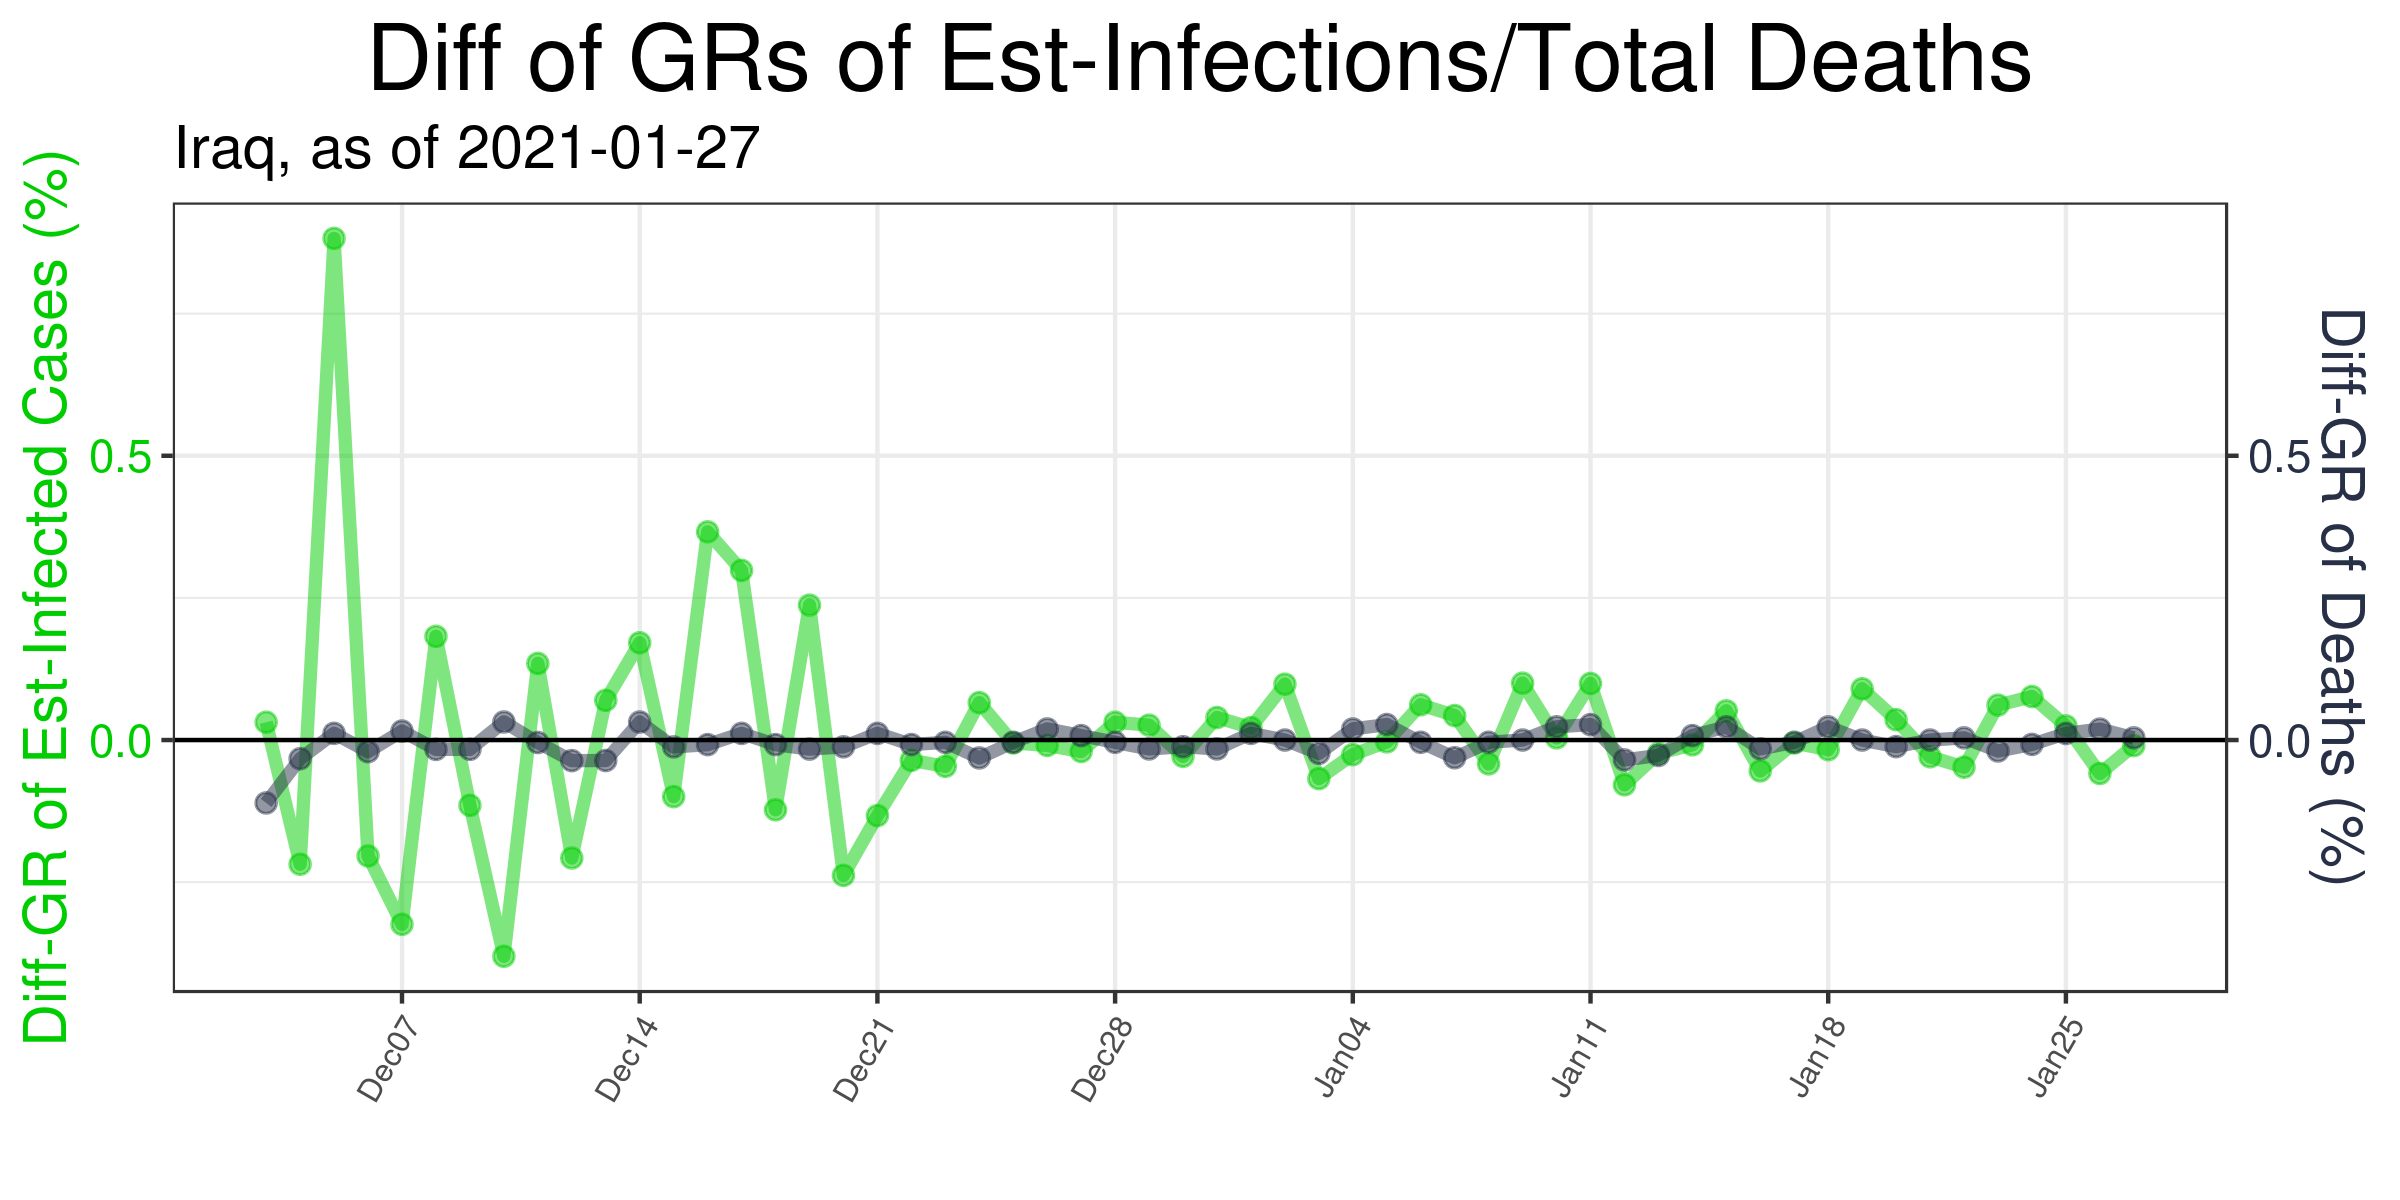 Diff of GRs of Est-Infections/Total Deaths
Iraq, as of 2021-01-27
Diff-GR of Est-Infected Cases (%)
0.5
0.0
0.5
0.0
Diff-GR of Deaths (%)
Dec07
Dec14
Dec21
Dec28
Jan04
Jan11
Jan18
Jan25